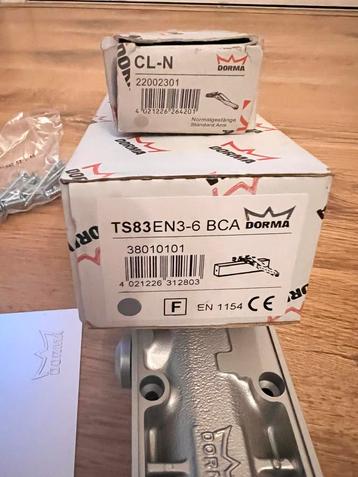 CL-N
22002301
DORMA
4 021226 264201
Normalgestänge
Standard Arm
DORMA
TS83EN3-6 BCA
DORMA
38010101
4 021226 312803
F
EN 1154 CE
DORMA
DORMA
DORMA